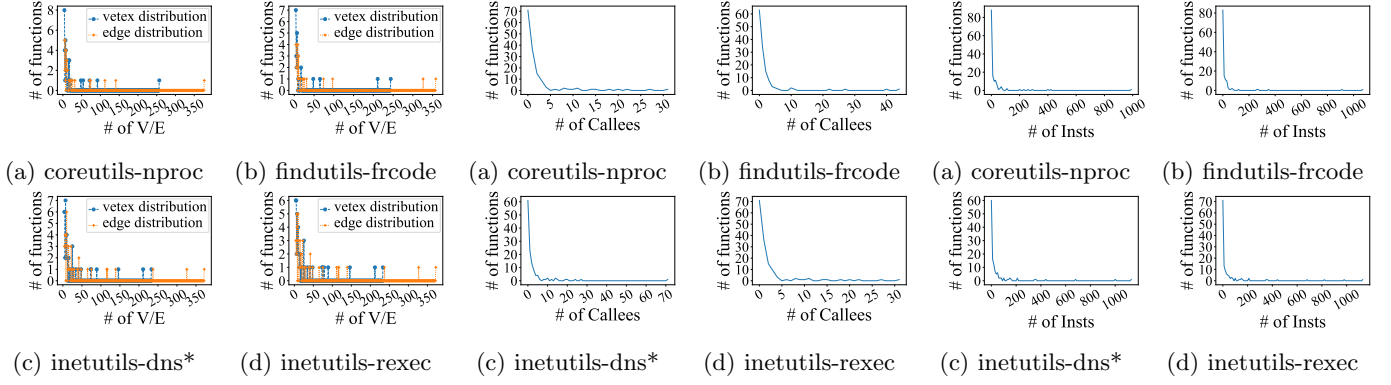 # of functions
8
7
6
5
4
3
2
1
0
vetex distribution
edge distribution
0 50 100 150 200 250 300 350
# of V/E
(a) coreutils-nproc
# of functions
7
6
5
4
3
2
1
0
vetex distribution
edge distribution
0 50 100 150 200 250 300 350
# of V/E
(b) findutils-frcode
# of functions
70
60
50
40
30
20
10
0
0 5 10 15 20 25 30
# of Callees
(a) coreutils-nproc
# of functions
60
50
40
30
20
10
0
0 10 20 30 40
# of Callees
(b) findutils-frcode
# of functions
80
60
40
20
0
0 200 400 600 800 1000
# of Insts
(a) coreutils-nproc
# of functions
80
60
40
20
0
0 200 400 600 800 1000
# of Insts
(b) findutils-frcode
# of functions
7
6
5
4
3
2
1
0
vetex distribution
edge distribution
0 50 100 150 200 250 300 350
# of V/E
(c) inetutils-dns*
# of functions
6
5
4
3
2
1
0
vetex distribution
edge distribution
0 50 100 150 200 250 300 350
# of V/E
(d) inetutils-rexec
# of functions
60
50
40
30
20
10
0
0 10 20 30 40 50 60 70
# of Callees
(c) inetutils-dns*
# of functions
70
60
50
40
30
20
10
0
0 5 10 15 20 25 30
# of Callees
(d) inetutils-rexec
# of functions
60
50
40
30
20
10
0
0 200 400 600 800 1000
# of Insts
(c) inetutils-dns*
# of functions
70
60
50
40
30
20
10
0
0 200 400 600 800 1000
# of Insts
(d) inetutils-rexec